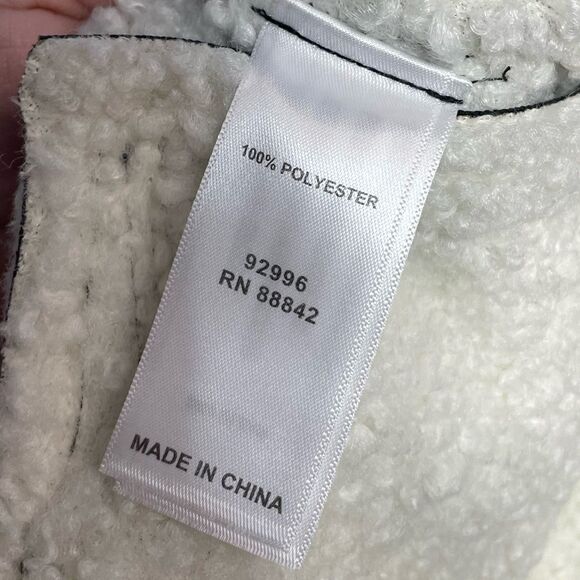 100% POLYESTER
92996
RN 88842
MADE IN CHINA